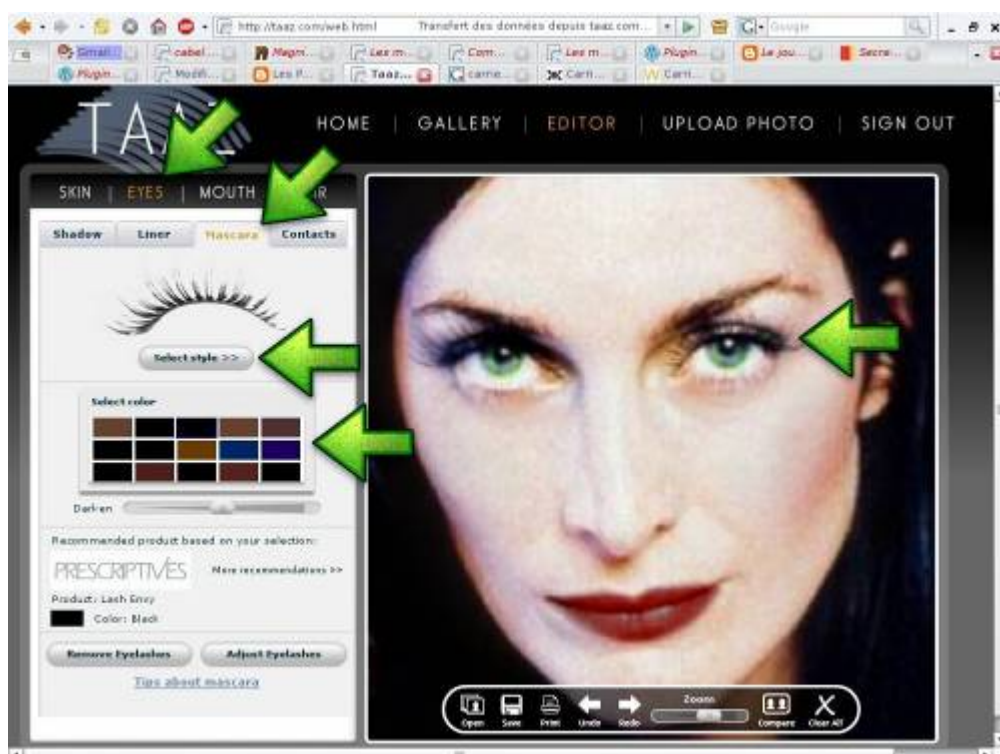 http://taaz.com/web.html Transfert des données depuis taaz.com...
Google
Gmail... cabel... Magni... Les m... Com... Les m... Plugin... Le jou... Secre...
Plugin... Modifi... Les P... Taaz... Carri... Carri...
TAAZ
HOME | GALLERY | EDITOR | UPLOAD PHOTO | SIGN OUT
SKIN | EYES | MOUTH
Shadow Liner Mascara Contacts
Select style >>
Select color
Darken
Recommended product based on your selection:
PRESCRIPTIVES More recommendations >>
Product: Lash Envy
Color: Black
Remove Eyelashes Adjust Eyelashes
Tips about mascara
Open Save Print Undo Redo Zoom Compare Clear All